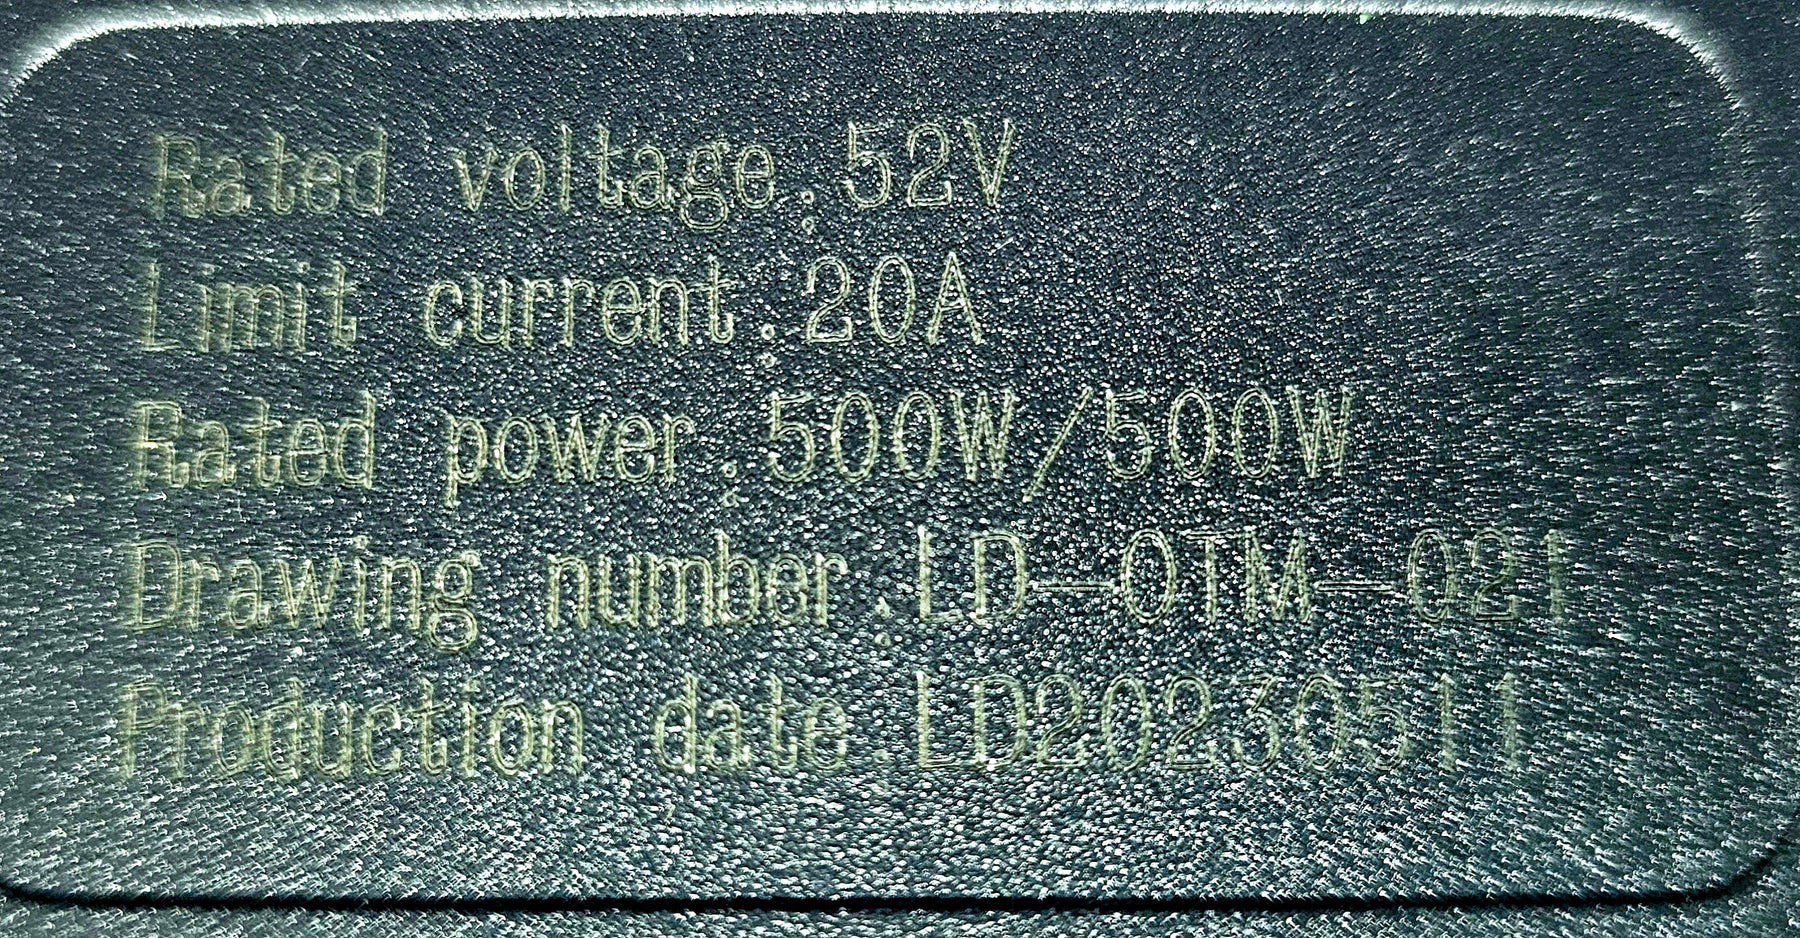 Rated voltage:52V
Limit current:20A
Rated power:500W/500W
Drawing number:LD-OTM-021
Production date:LD20230511